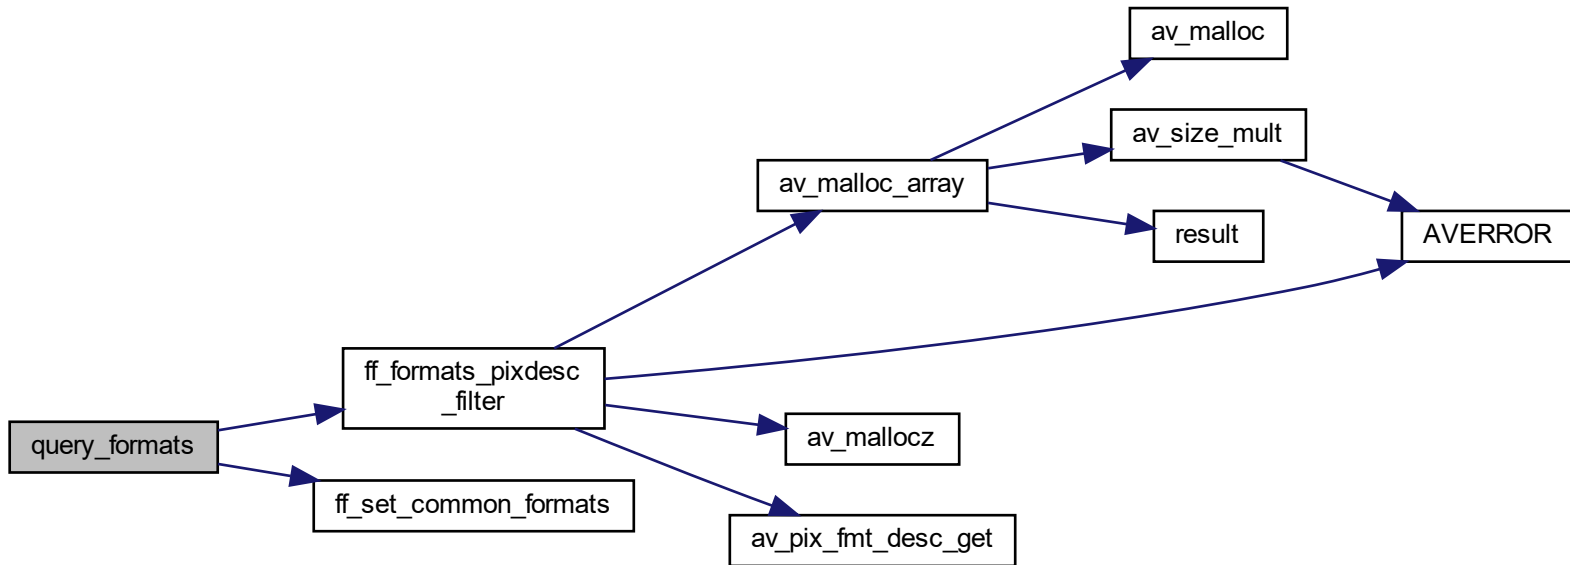 av_malloc
av_size_mult
av_malloc_array
result
AVERROR
ff_formats_pixdesc
_filter
query_formats
av_mallocz
ff_set_common_formats
av_pix_fmt_desc_get